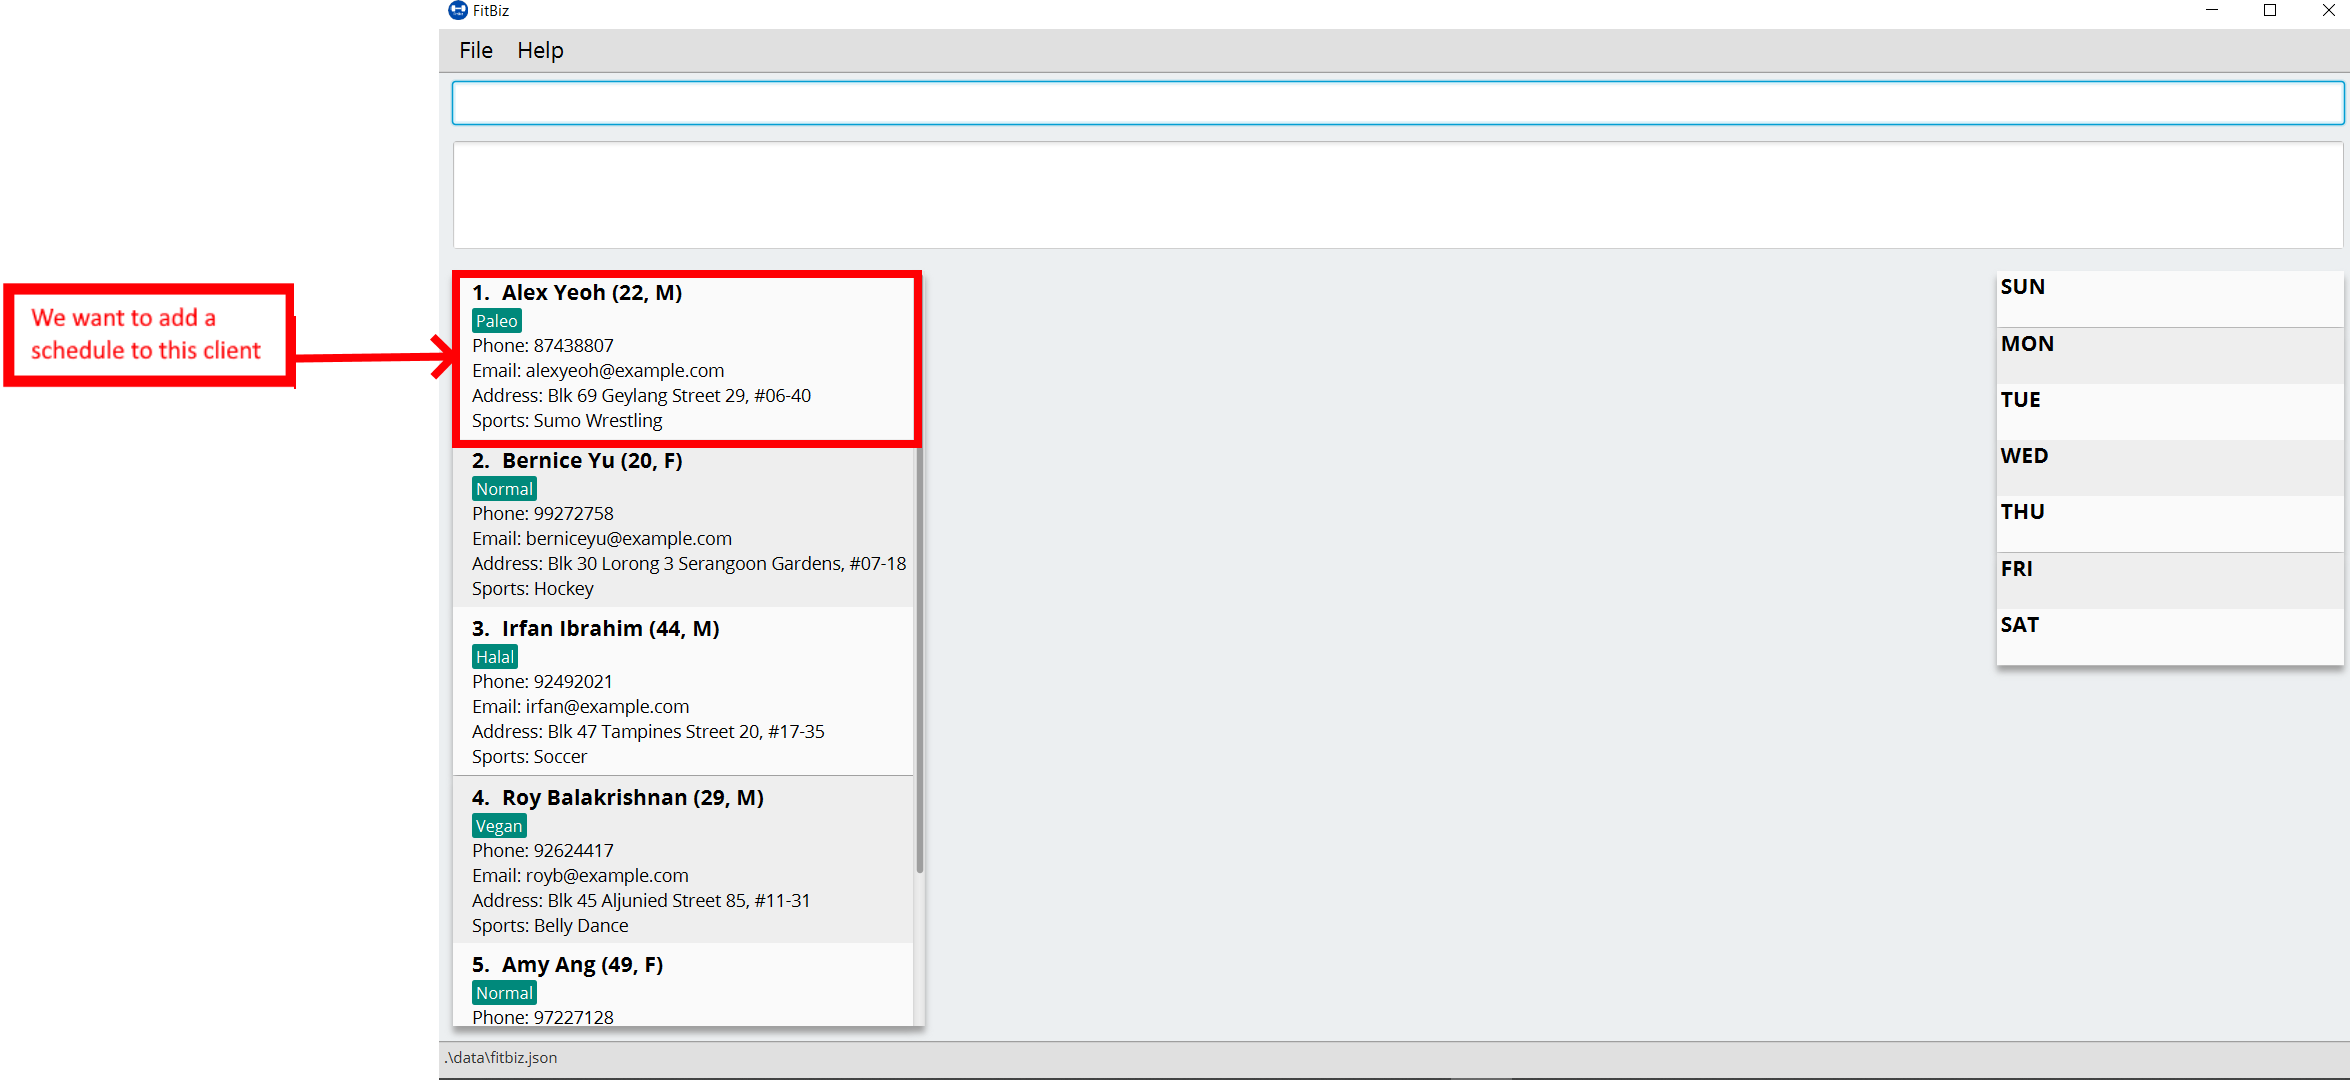 FitBiz
File Help
We want to add a
schedule to this client
1. Alex Yeoh (22, M)
Paleo
Phone: 87438807
Email: alexyeoh@example.com
Address: Blk 69 Geylang Street 29, #06-40
Sports: Sumo Wrestling
2. Bernice Yu (20, F)
Normal
Phone: 99272758
Email: berniceyu@example.com
Address: Blk 30 Lorong 3 Serangoon Gardens, #07-18
Sports: Hockey
3. Irfan Ibrahim (44, M)
Halal
Phone: 92492021
Email: irfan@example.com
Address: Blk 47 Tampines Street 20, #17-35
Sports: Soccer
4. Roy Balakrishnan (29, M)
Vegan
Phone: 92624417
Email: royb@example.com
Address: Blk 45 Aljunied Street 85, #11-31
Sports: Belly Dance
5. Amy Ang (49, F)
Normal
Phone: 97227128
SUN
MON
TUE
WED
THU
FRI
SAT
.\data\fitbiz.json